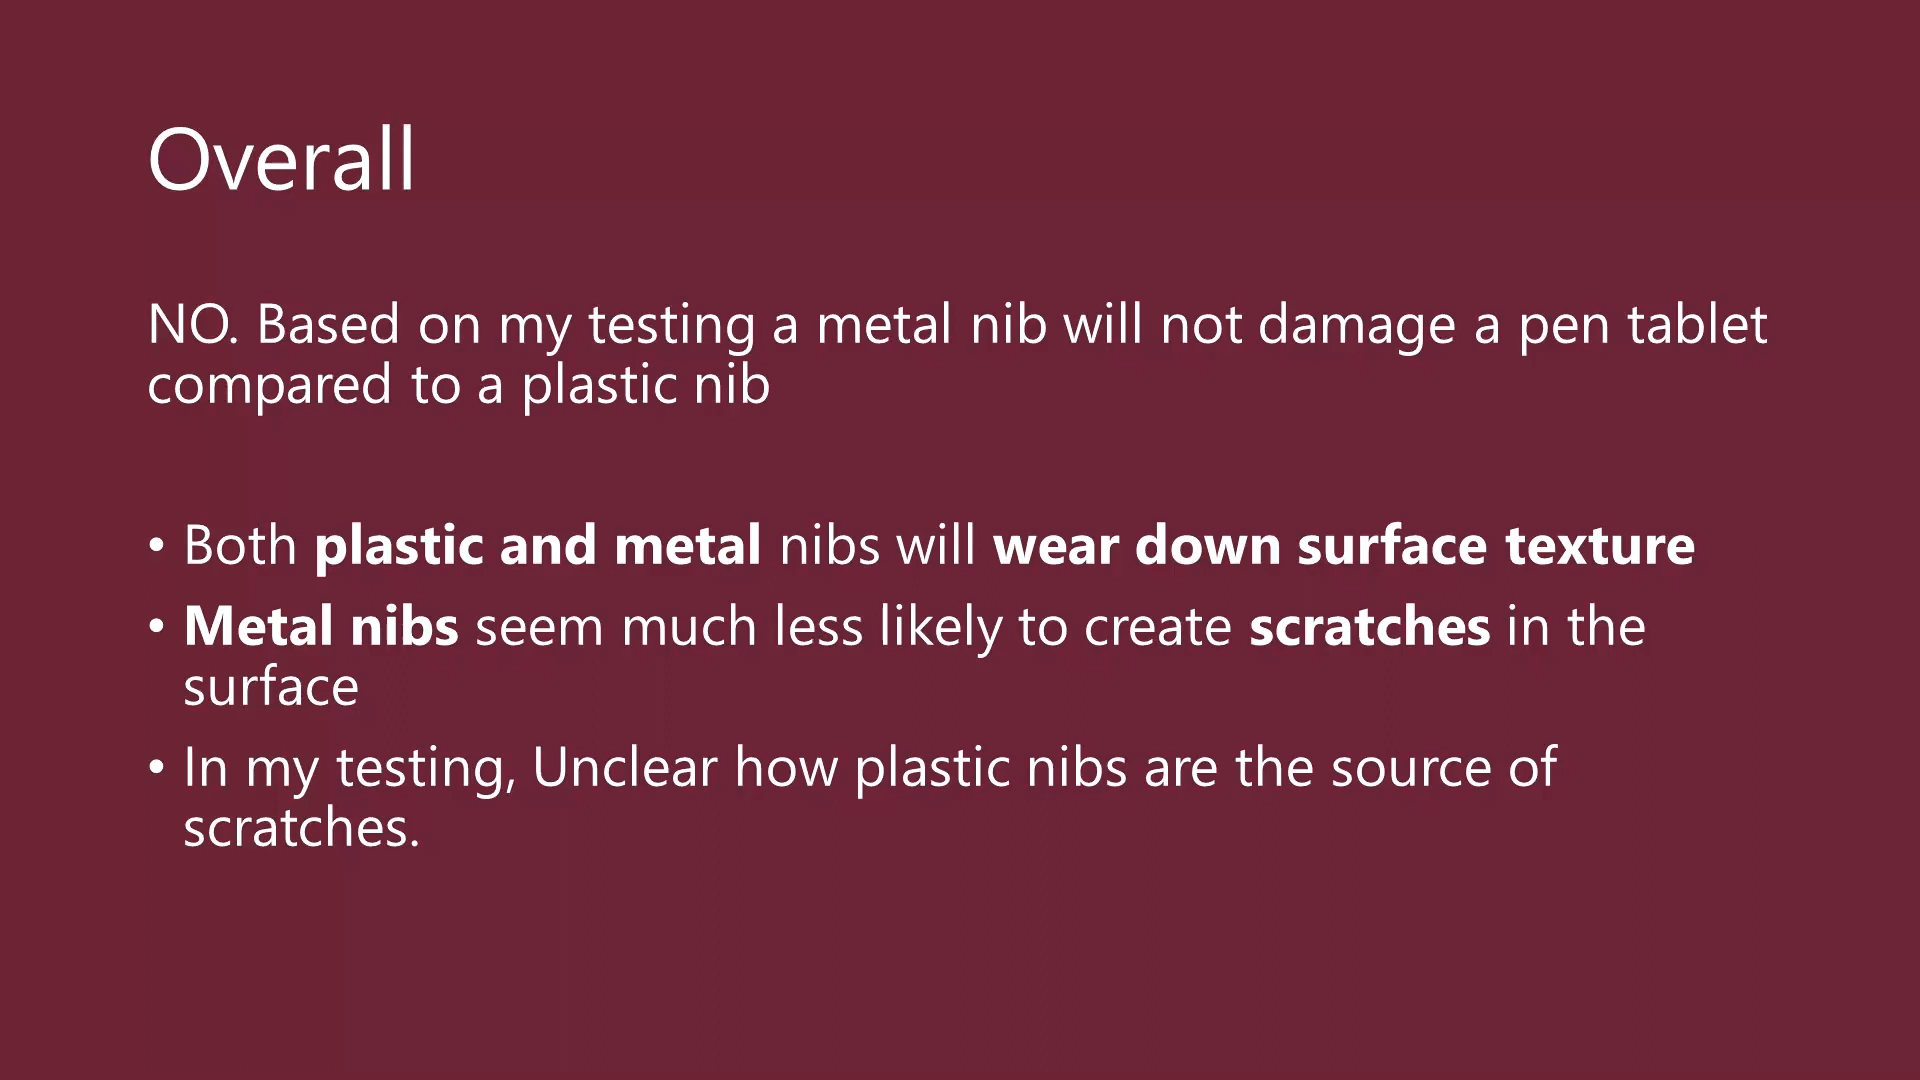 Overall
NO. Based on my testing a metal nib will not damage a pen tablet
compared to a plastic nib
• Both plastic and metal nibs will wear down surface texture
• Metal nibs seem much less likely to create scratches in the
surface
• In my testing, Unclear how plastic nibs are the source of
scratches.